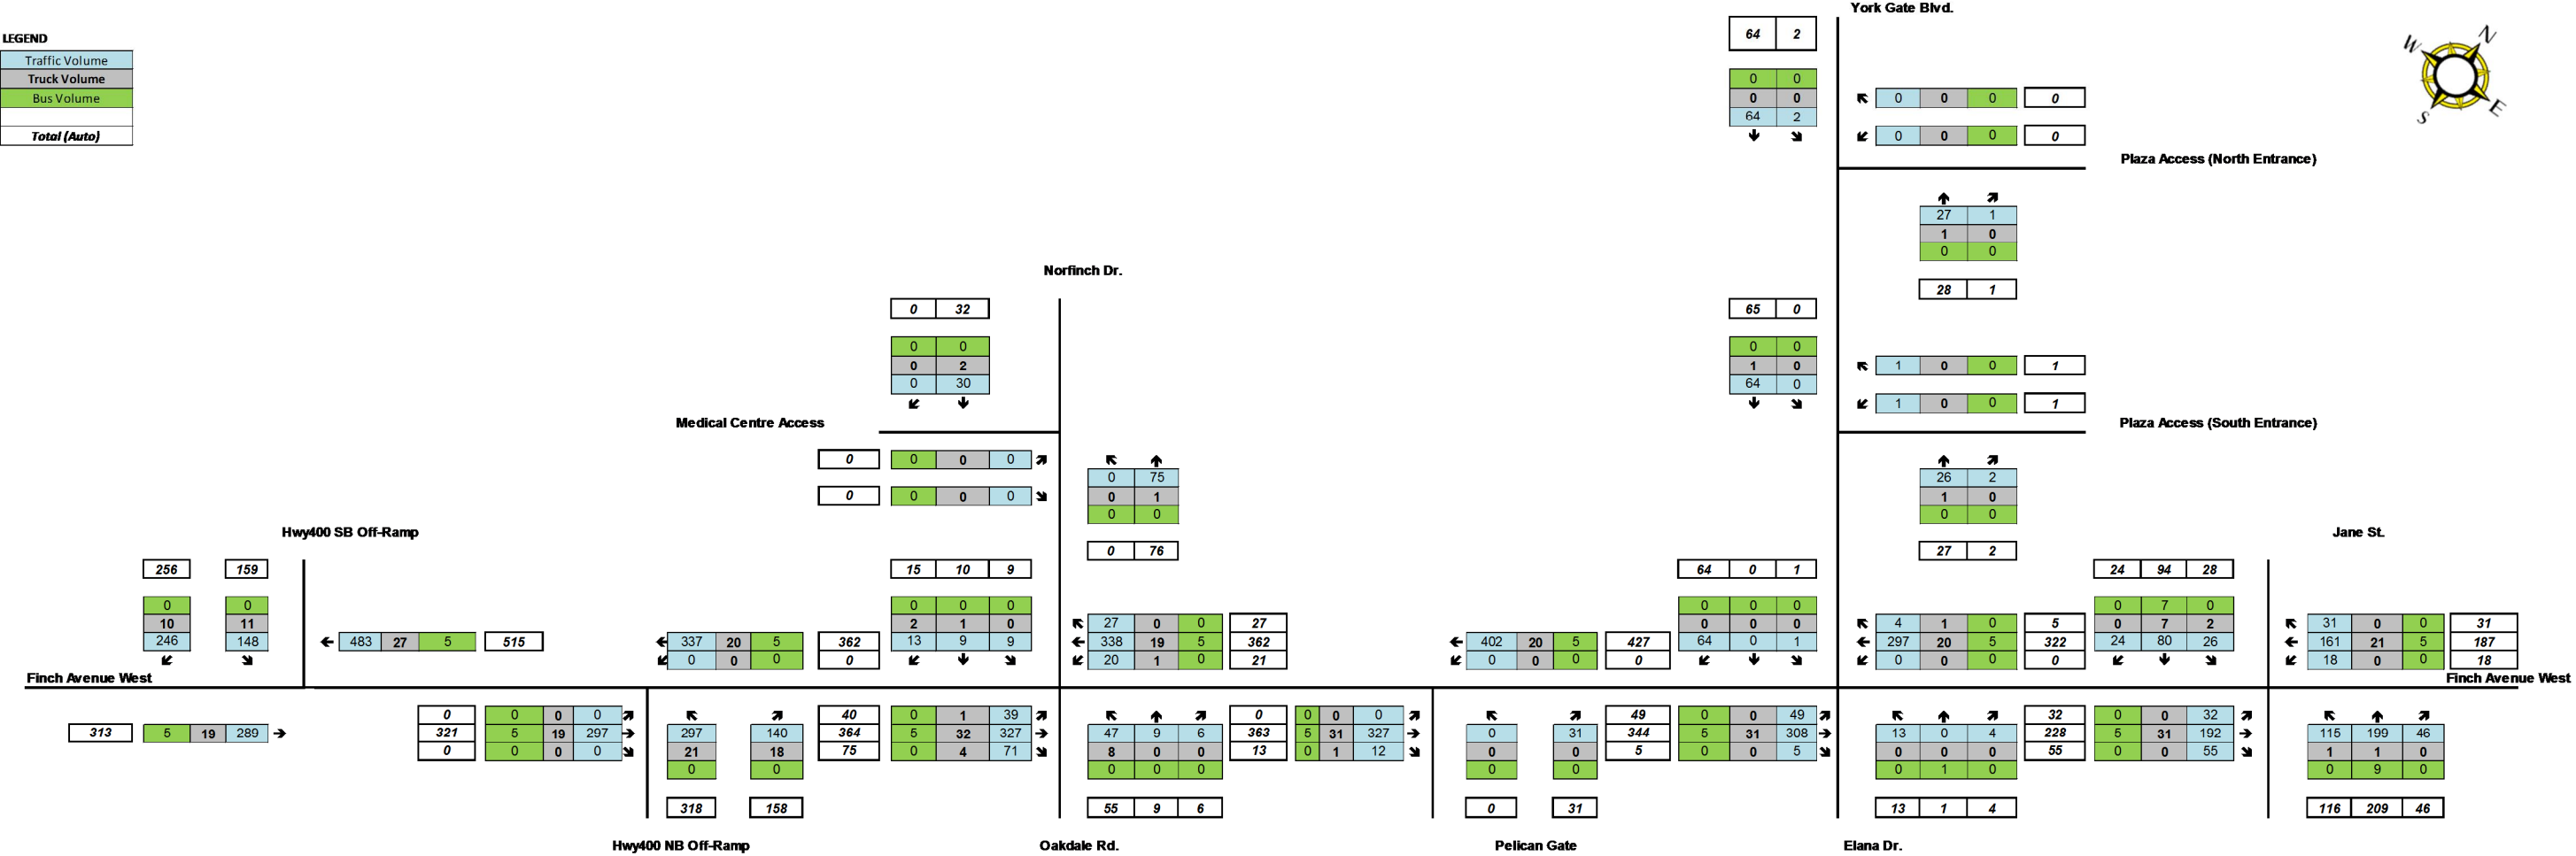 York Gate Blvd.
LEGEND
Traffic Volume
Truck Volume
Bus Volume
Total (Auto)
N
W
E
S
64 2
0 0
0 0
64 2
0 0 0 0
0 0 0 0
Plaza Access (North Entrance)
27 1
1 0
0 0
28 1
Norfinch Dr.
0 32
0 0
0 2
0 30
65 0
0 0
1 0
64 0
1 0 0 1
1 0 0 1
Medical Centre Access
Plaza Access (South Entrance)
0 0 0 0
0 0 0 0
0 75
0 1
0 0
0 76
26 2
1 0
0 0
27 2
Hwy400 SB Off-Ramp
Jane St.
256 159
0 0
10 11
246 148
483 27 5 515
337 20 5 362
0 0 0 0
15 10 9
0 0 0
2 1 0
13 9 9
27 0 0 27
338 19 5 362
20 1 0 21
402 20 5 427
0 0 0 0
64 0 1
0 0 0
0 0 0
64 0 1
4 1 0 5
297 20 5 322
0 0 0 0
24 94 28
0 7 0
0 7 2
24 80 26
31 0 0 31
161 21 5 187
18 0 0 18
Finch Avenue West
Finch Avenue West
313 5 19 289
0 0 0 0
321 5 19 297
0 0 0 0
297 140
21 18
0 0
318 158
40 0 1 39
364 5 32 327
75 0 4 71
47 9 6
8 0 0
0 0 0
55 9 6
0 0 0 0
363 5 31 327
13 0 1 12
0 31
0 0
0 0
0 31
49 0 0 49
344 5 31 308
5 0 0 5
13 0 4
0 0 0
0 1 0
13 1 4
32 0 0 32
228 5 31 192
55 0 0 55
115 199 46
1 1 0
0 9 0
116 209 46
Hwy400 NB Off-Ramp
Oakdale Rd.
Pelican Gate
Elana Dr.